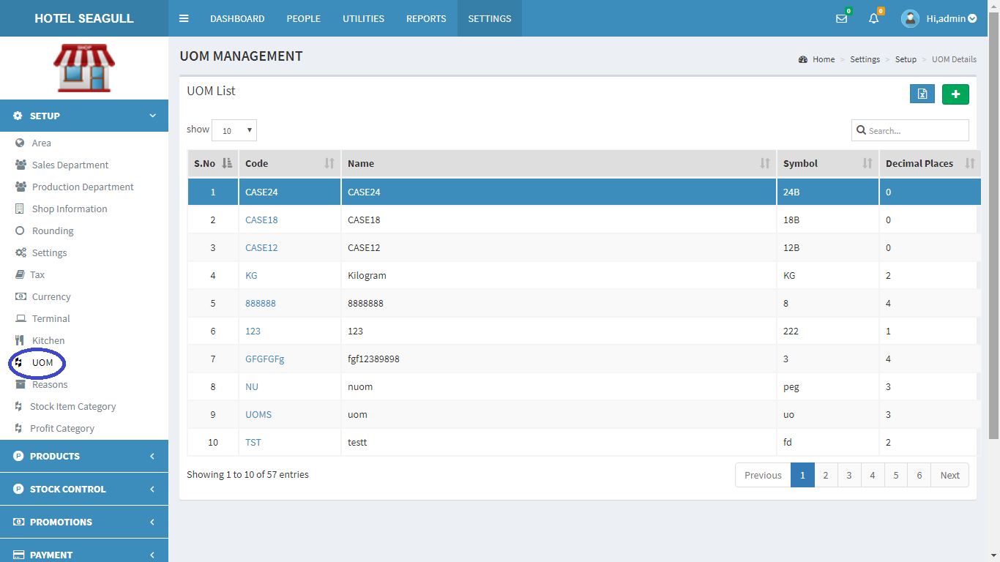 HOTEL SEAGULL
DASHBOARD PEOPLE UTILITIES REPORTS SETTINGS
0 0 Hi,admin
SHOP
UOM MANAGEMENT
Home > Settings > Setup > UOM Details
SETUP
Area
Sales Department
Production Department
Shop Information
Rounding
Settings
Tax
Currency
Terminal
Kitchen
UOM
Reasons
Stock Item Category
Profit Category
PRODUCTS
STOCK CONTROL
PROMOTIONS
PAYMENT
UOM List
show 10
Search...
S.No Code Name Symbol Decimal Places
1 CASE24 CASE24 24B 0
2 CASE18 CASE18 18B 0
3 CASE12 CASE12 12B 0
4 KG Kilogram KG 2
5 888888 8888888 8 4
6 123 123 222 1
7 GFGFGFg fgf12389898 3 4
8 NU nuom peg 3
9 UOMS uom uo 3
10 TST testt fd 2
Showing 1 to 10 of 57 entries
Previous 1 2 3 4 5 6 Next